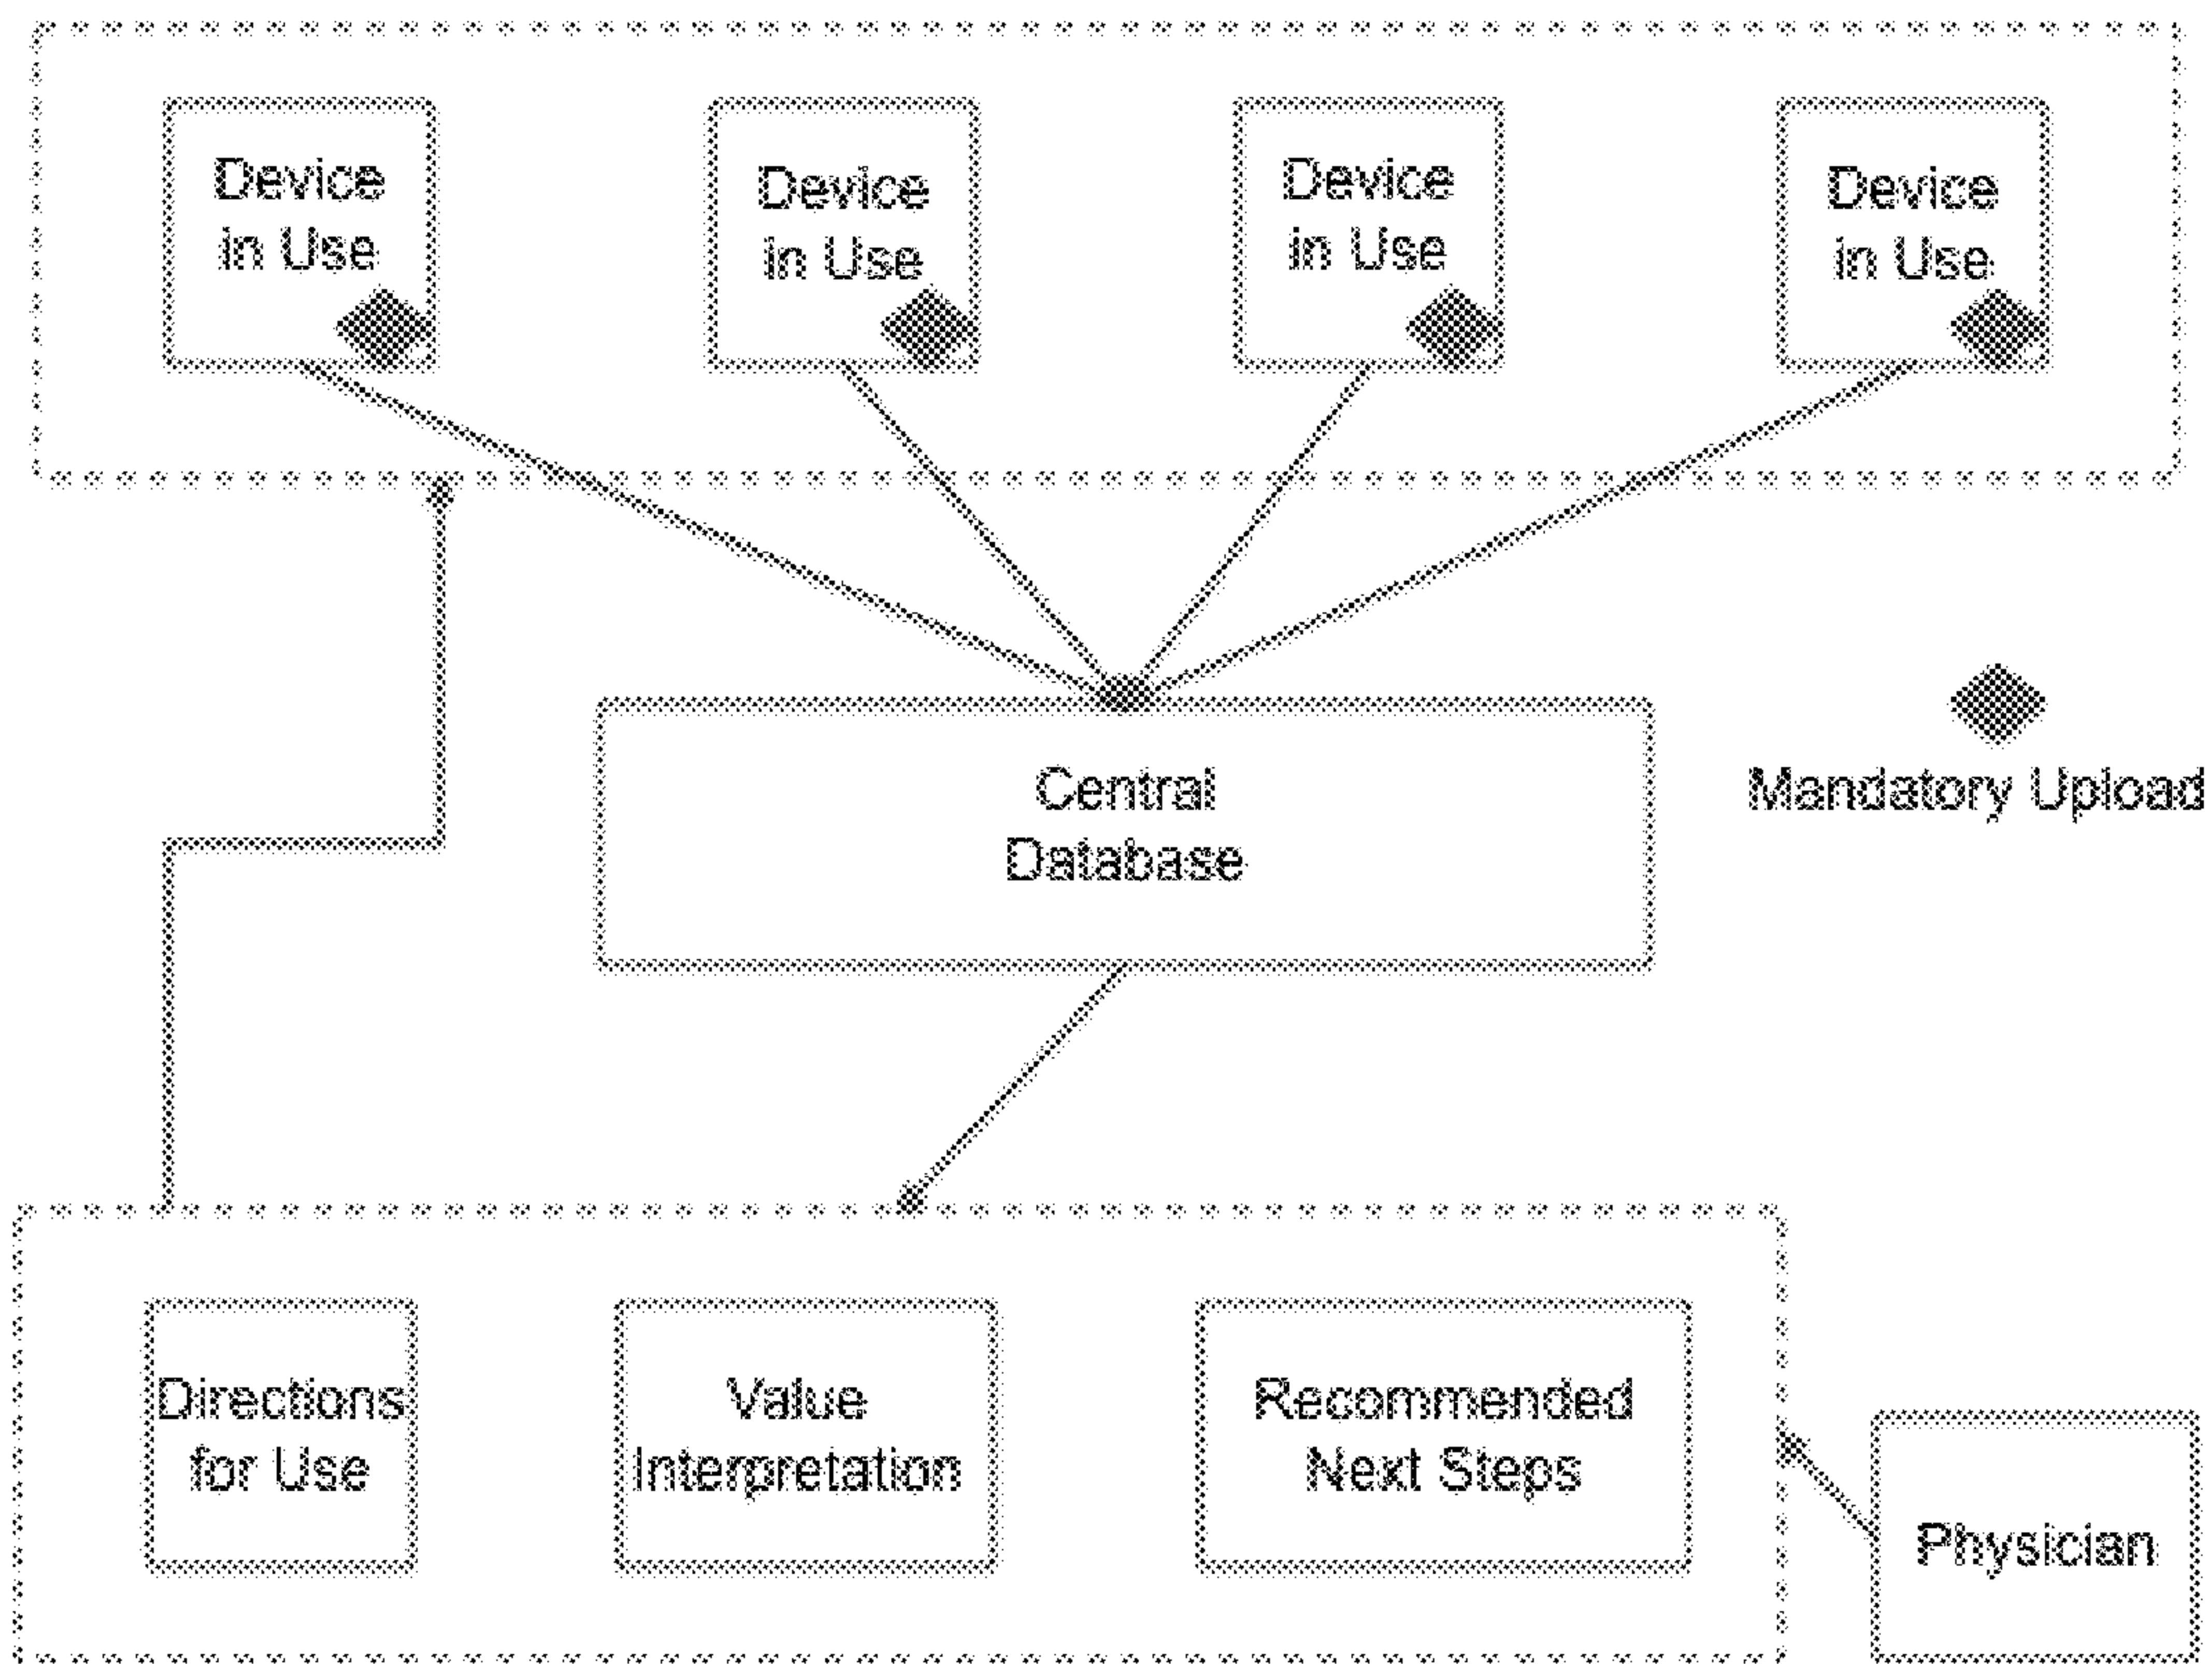 Device
in Use
Device
in Use
Device
in Use
Device
in Use
Central
Database
Mandatory Upload
Directions
for Use
Value
Interpretation
Recommended
Next Steps
Physician